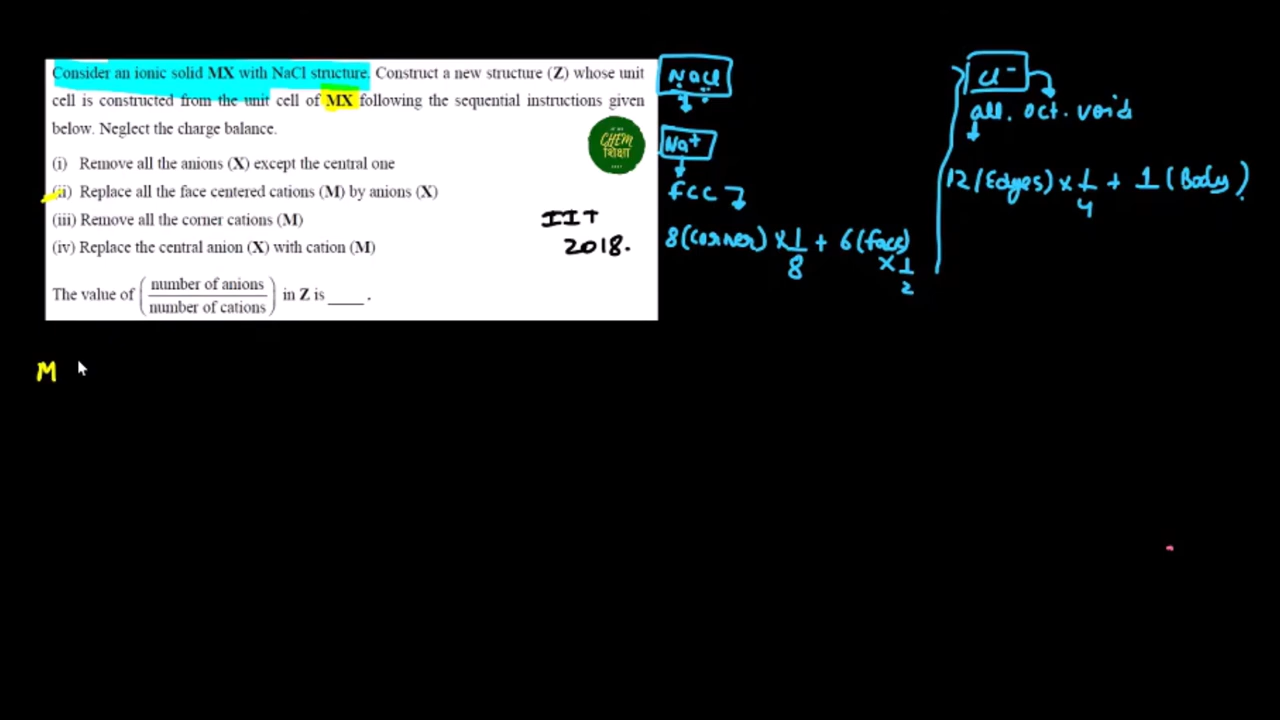 Consider an ionic solid MX with NaCl structure. Construct a new structure (Z) whose unit
cell is constructed from the unit cell of MX following the sequential instructions given
below. Neglect the charge balance.
(i) Remove all the anions (X) except the central one
(ii) Replace all the face centered cations (M) by anions (X)
(iii) Remove all the corner cations (M)
(iv) Replace the central anion (X) with cation (M)
The value of (number of anions / number of cations) in Z is ____ .
CHEM
शिक्षा
IIT
2018.
NaCl
Na+
FCC
8(corner) × 1/8 + 6(face) × 1/2
Cl-
all. oct. void
12(Edges) × 1/4 + 1(Body)
M